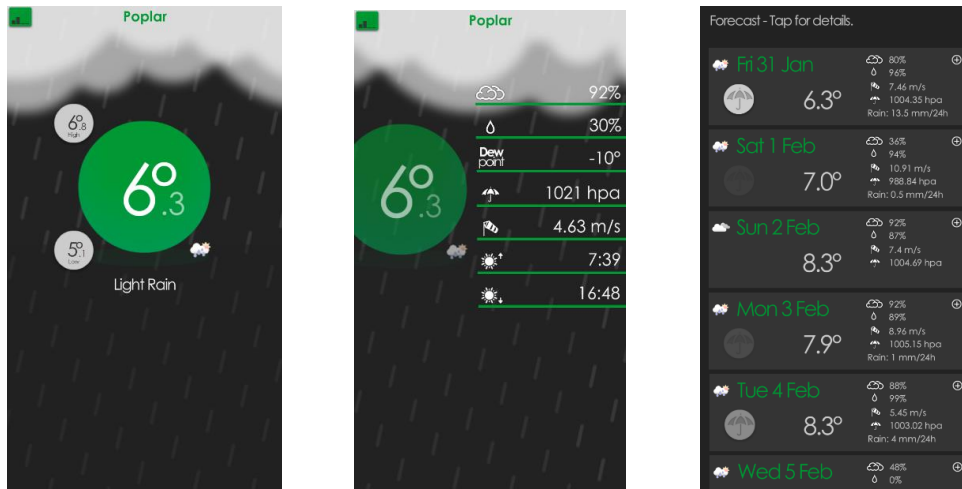 Poplar
6°.8
High
6°.3
5°.1
Low
Light Rain
Poplar
6°.3
92%
30%
Dew point -10°
1021 hpa
4.63 m/s
7:39
16:48
Forecast - Tap for details.
Fri 31 Jan
6.3°
80%
96%
7.46 m/s
1004.35 hpa
Rain: 13.5 mm/24h
Sat 1 Feb
7.0°
36%
94%
10.91 m/s
988.84 hpa
Rain: 0.5 mm/24h
Sun 2 Feb
8.3°
92%
87%
7.4 m/s
1004.69 hpa
Mon 3 Feb
7.9°
92%
89%
8.96 m/s
1005.15 hpa
Rain: 1 mm/24h
Tue 4 Feb
8.3°
88%
99%
5.45 m/s
1003.02 hpa
Rain: 4 mm/24h
Wed 5 Feb
48%
0%